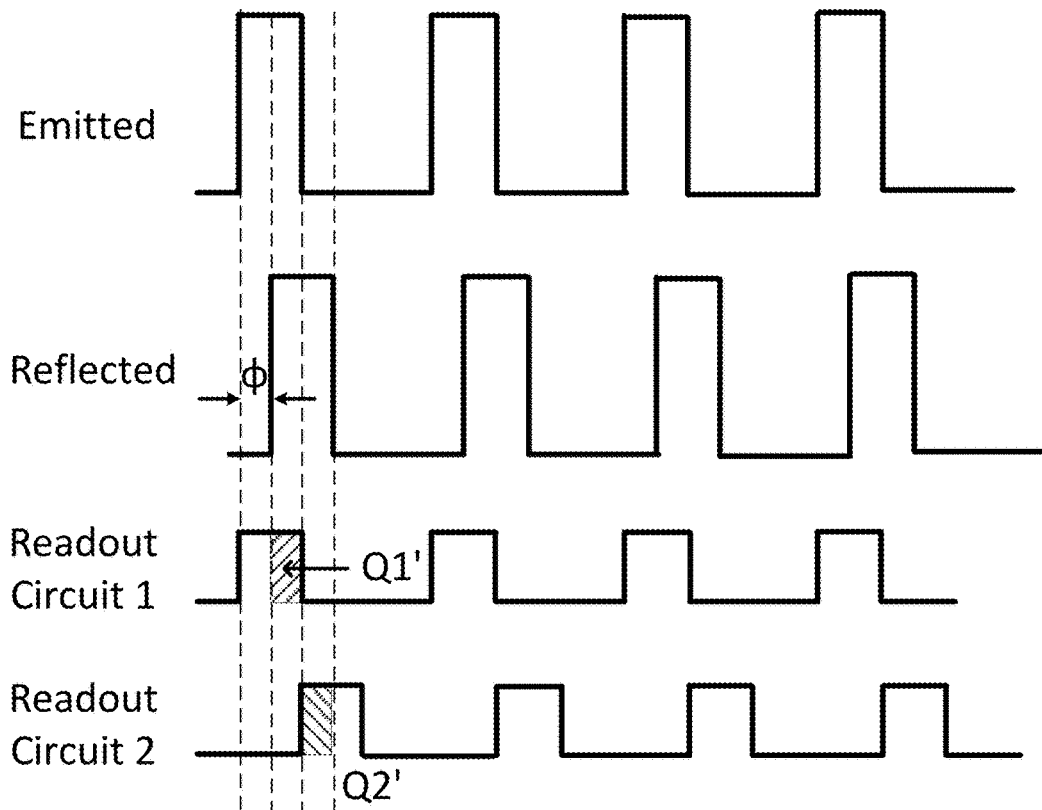 Emitted
Reflected
ϕ
Readout
Circuit 1
Q1'
Readout
Circuit 2
Q2'